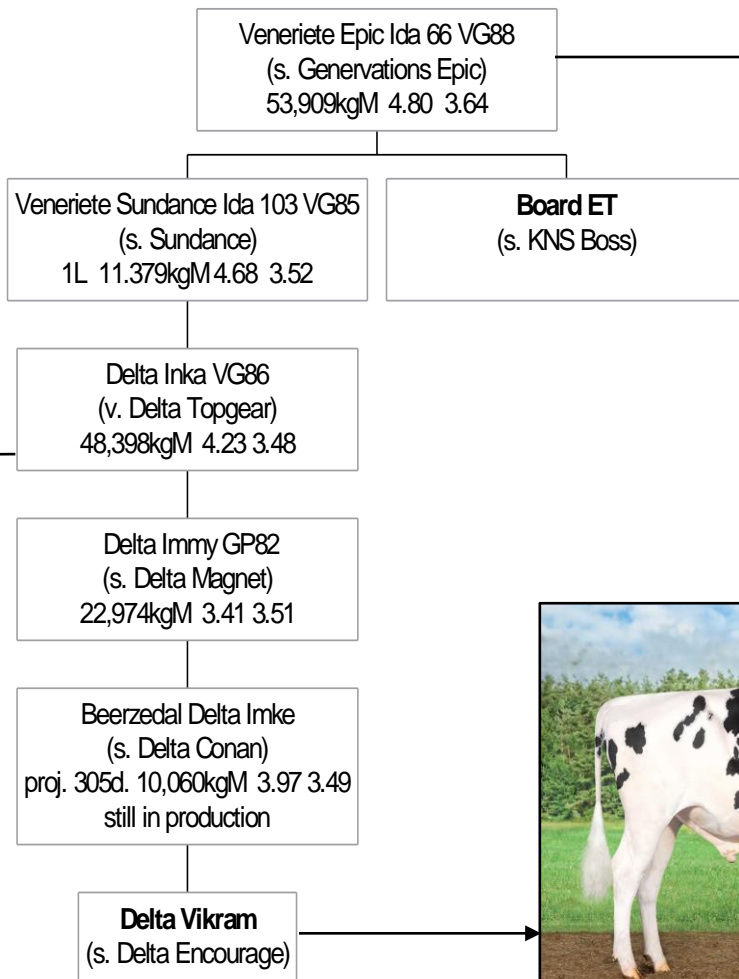 Veneriete Epic Ida 66 VG88
(s. Genervations Epic)
53,909kgM 4.80 3.64
Veneriete Sundance Ida 103 VG85
(s. Sundance)
1L 11.379kgM 4.68 3.52
Board ET
(s. KNS Boss)
Delta Inka VG86
(v. Delta Topgear)
48,398kgM 4.23 3.48
Delta Immy GP82
(s. Delta Magnet)
22,974kgM 3.41 3.51
Beerzedal Delta Imke
(s. Delta Conan)
proj. 305d. 10,060kgM 3.97 3.49
still in production
Delta Vikram
(s. Delta Encourage)